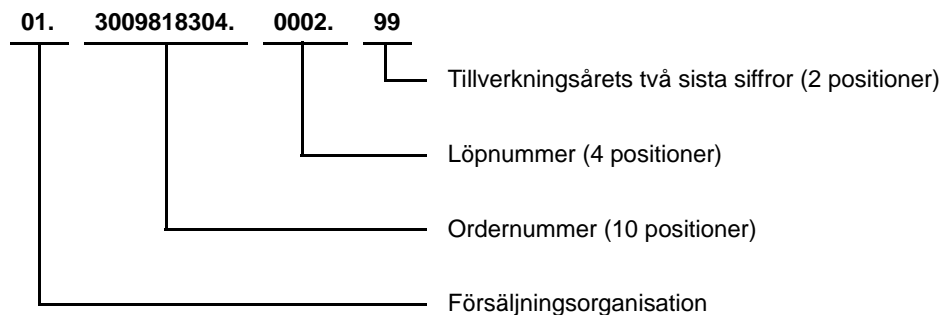 01. 3009818304. 0002. 99
Tillverkningsårets två sista siffror (2 positioner)
Löpnummer (4 positioner)
Ordernummer (10 positioner)
Försäljningsorganisation